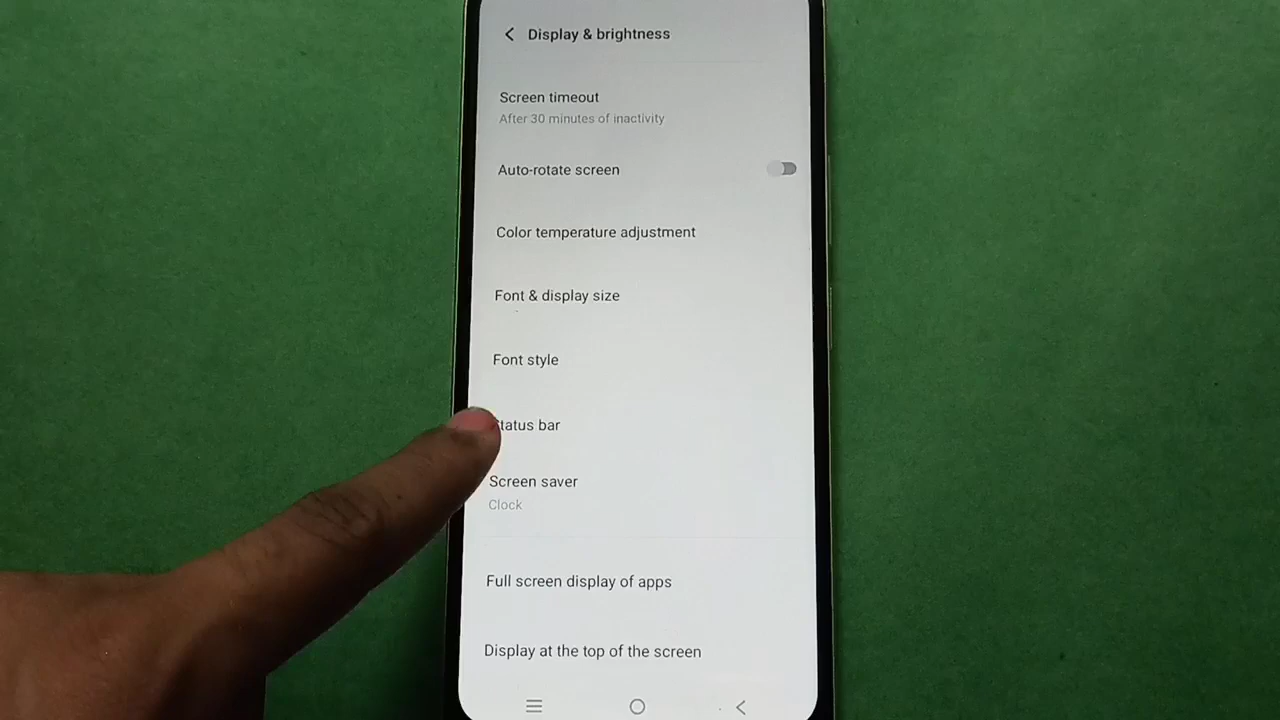 Display & brightness
Screen timeout
After 30 minutes of inactivity
Auto-rotate screen
Color temperature adjustment
Font & display size
Font style
Status bar
Screen saver
Clock
Full screen display of apps
Display at the top of the screen